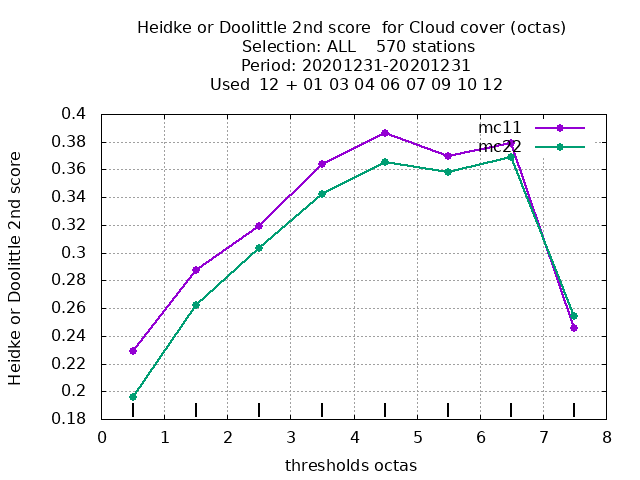 Heidke or Doolittle 2nd score  for Cloud cover (octas)
Selection: ALL    570 stations
Period: 20201231-20201231
Used  12 + 01 03 04 06 07 09 10 12
mc11
mc22
Heidke or Doolittle 2nd score
0.4
0.38
0.36
0.34
0.32
0.3
0.28
0.26
0.24
0.22
0.2
0.18
0 1 2 3 4 5 6 7 8
thresholds octas